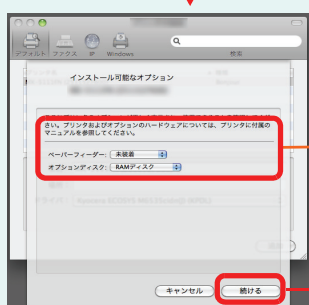 デフォルト ファクス IP Windows 検索
インストール可能なオプション
さい。プリンタおよびオプションのハードウェアについては、プリンタに付属の
マニュアルを参照してください。
ペーパーフィーダー: 未装着
オプションディスク: RAMディスク
キャンセル 続ける